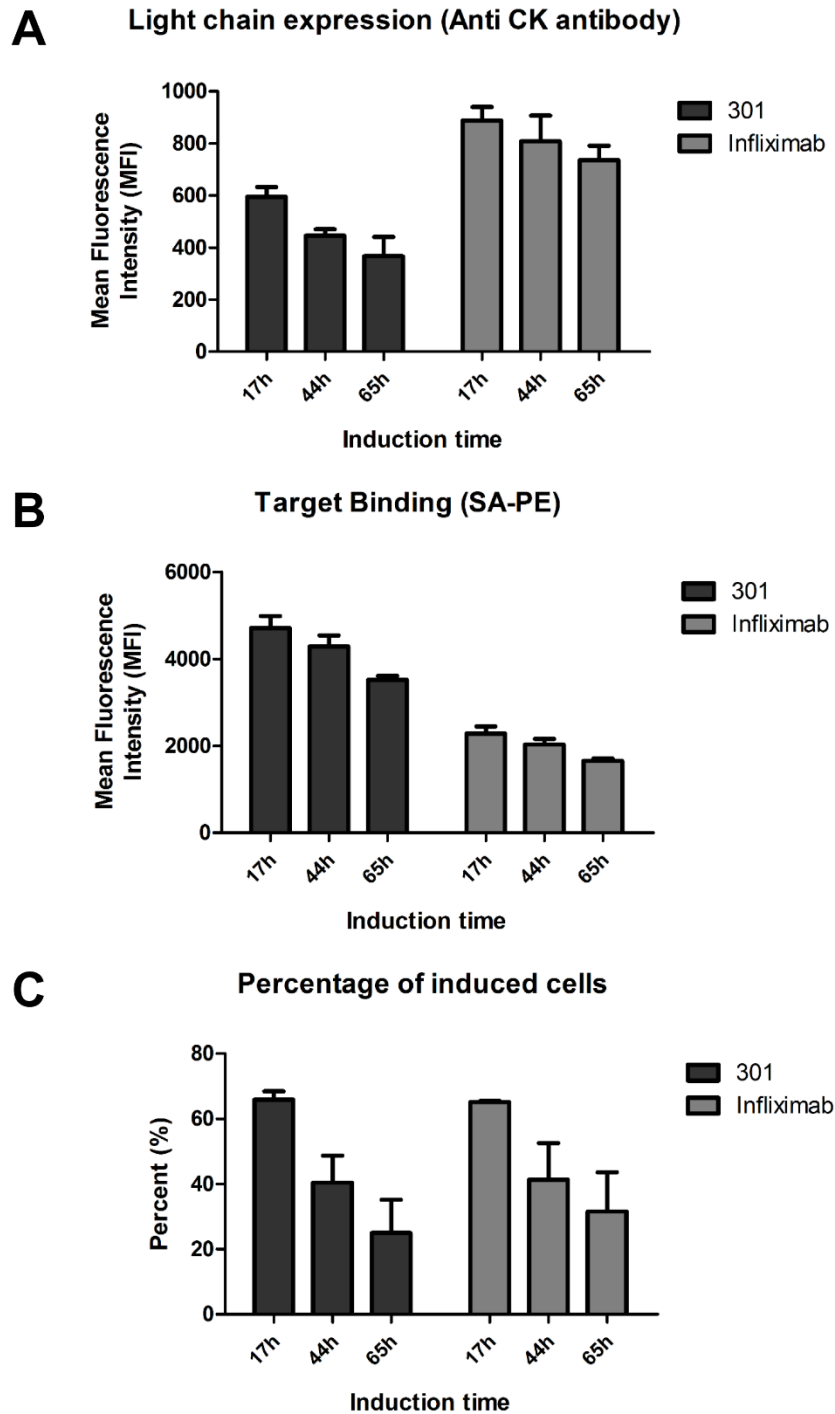 A
Light chain expression (Anti CK antibody)
Mean Fluorescence
Intensity (MFI)
1000
800
600
400
200
0
17h
44h
65h
17h
44h
65h
Induction time
301
Infliximab
B
Target Binding (SA-PE)
Mean Fluorescence
Intensity (MFI)
6000
4000
2000
0
17h
44h
65h
17h
44h
65h
Induction time
301
Infliximab
C
Percentage of induced cells
Percent (%)
80
60
40
20
0
17h
44h
65h
17h
44h
65h
Induction time
301
Infliximab